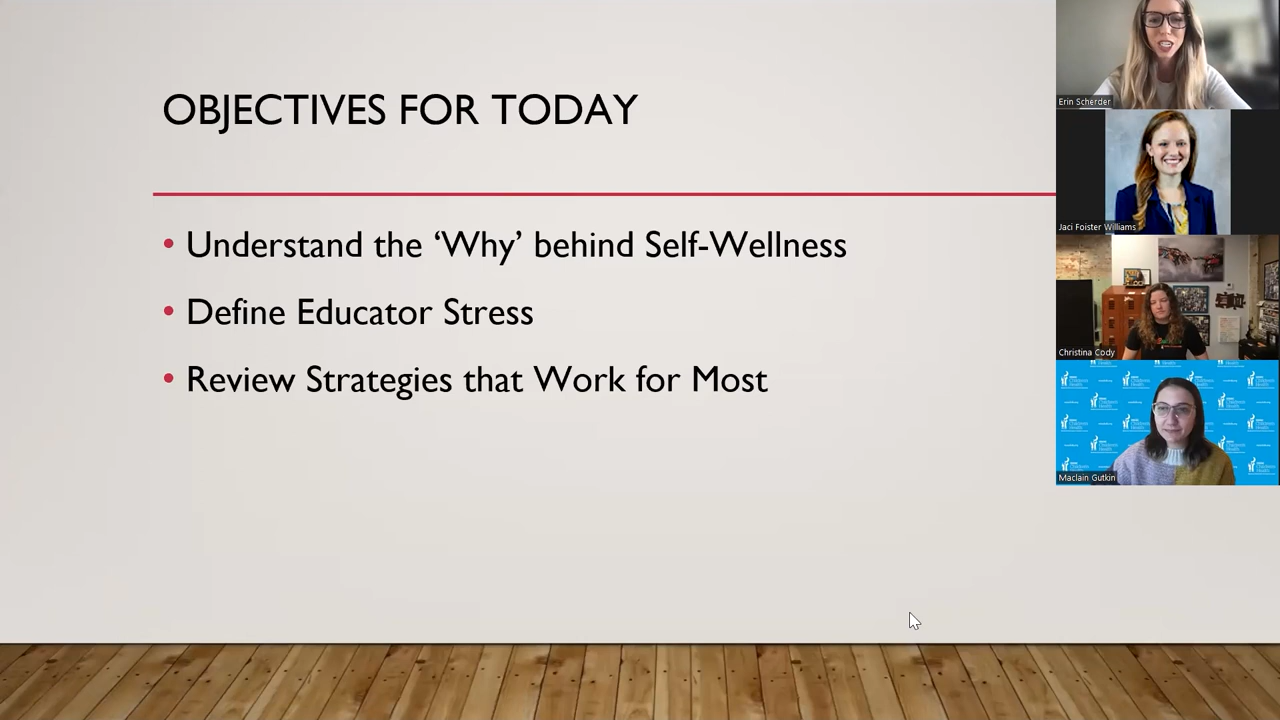 OBJECTIVES FOR TODAY
• Understand the ‘Why’ behind Self-Wellness
• Define Educator Stress
• Review Strategies that Work for Most
Erin Scherder
Jaci Foister Williams
Christina Cody
Maclain Gutkin